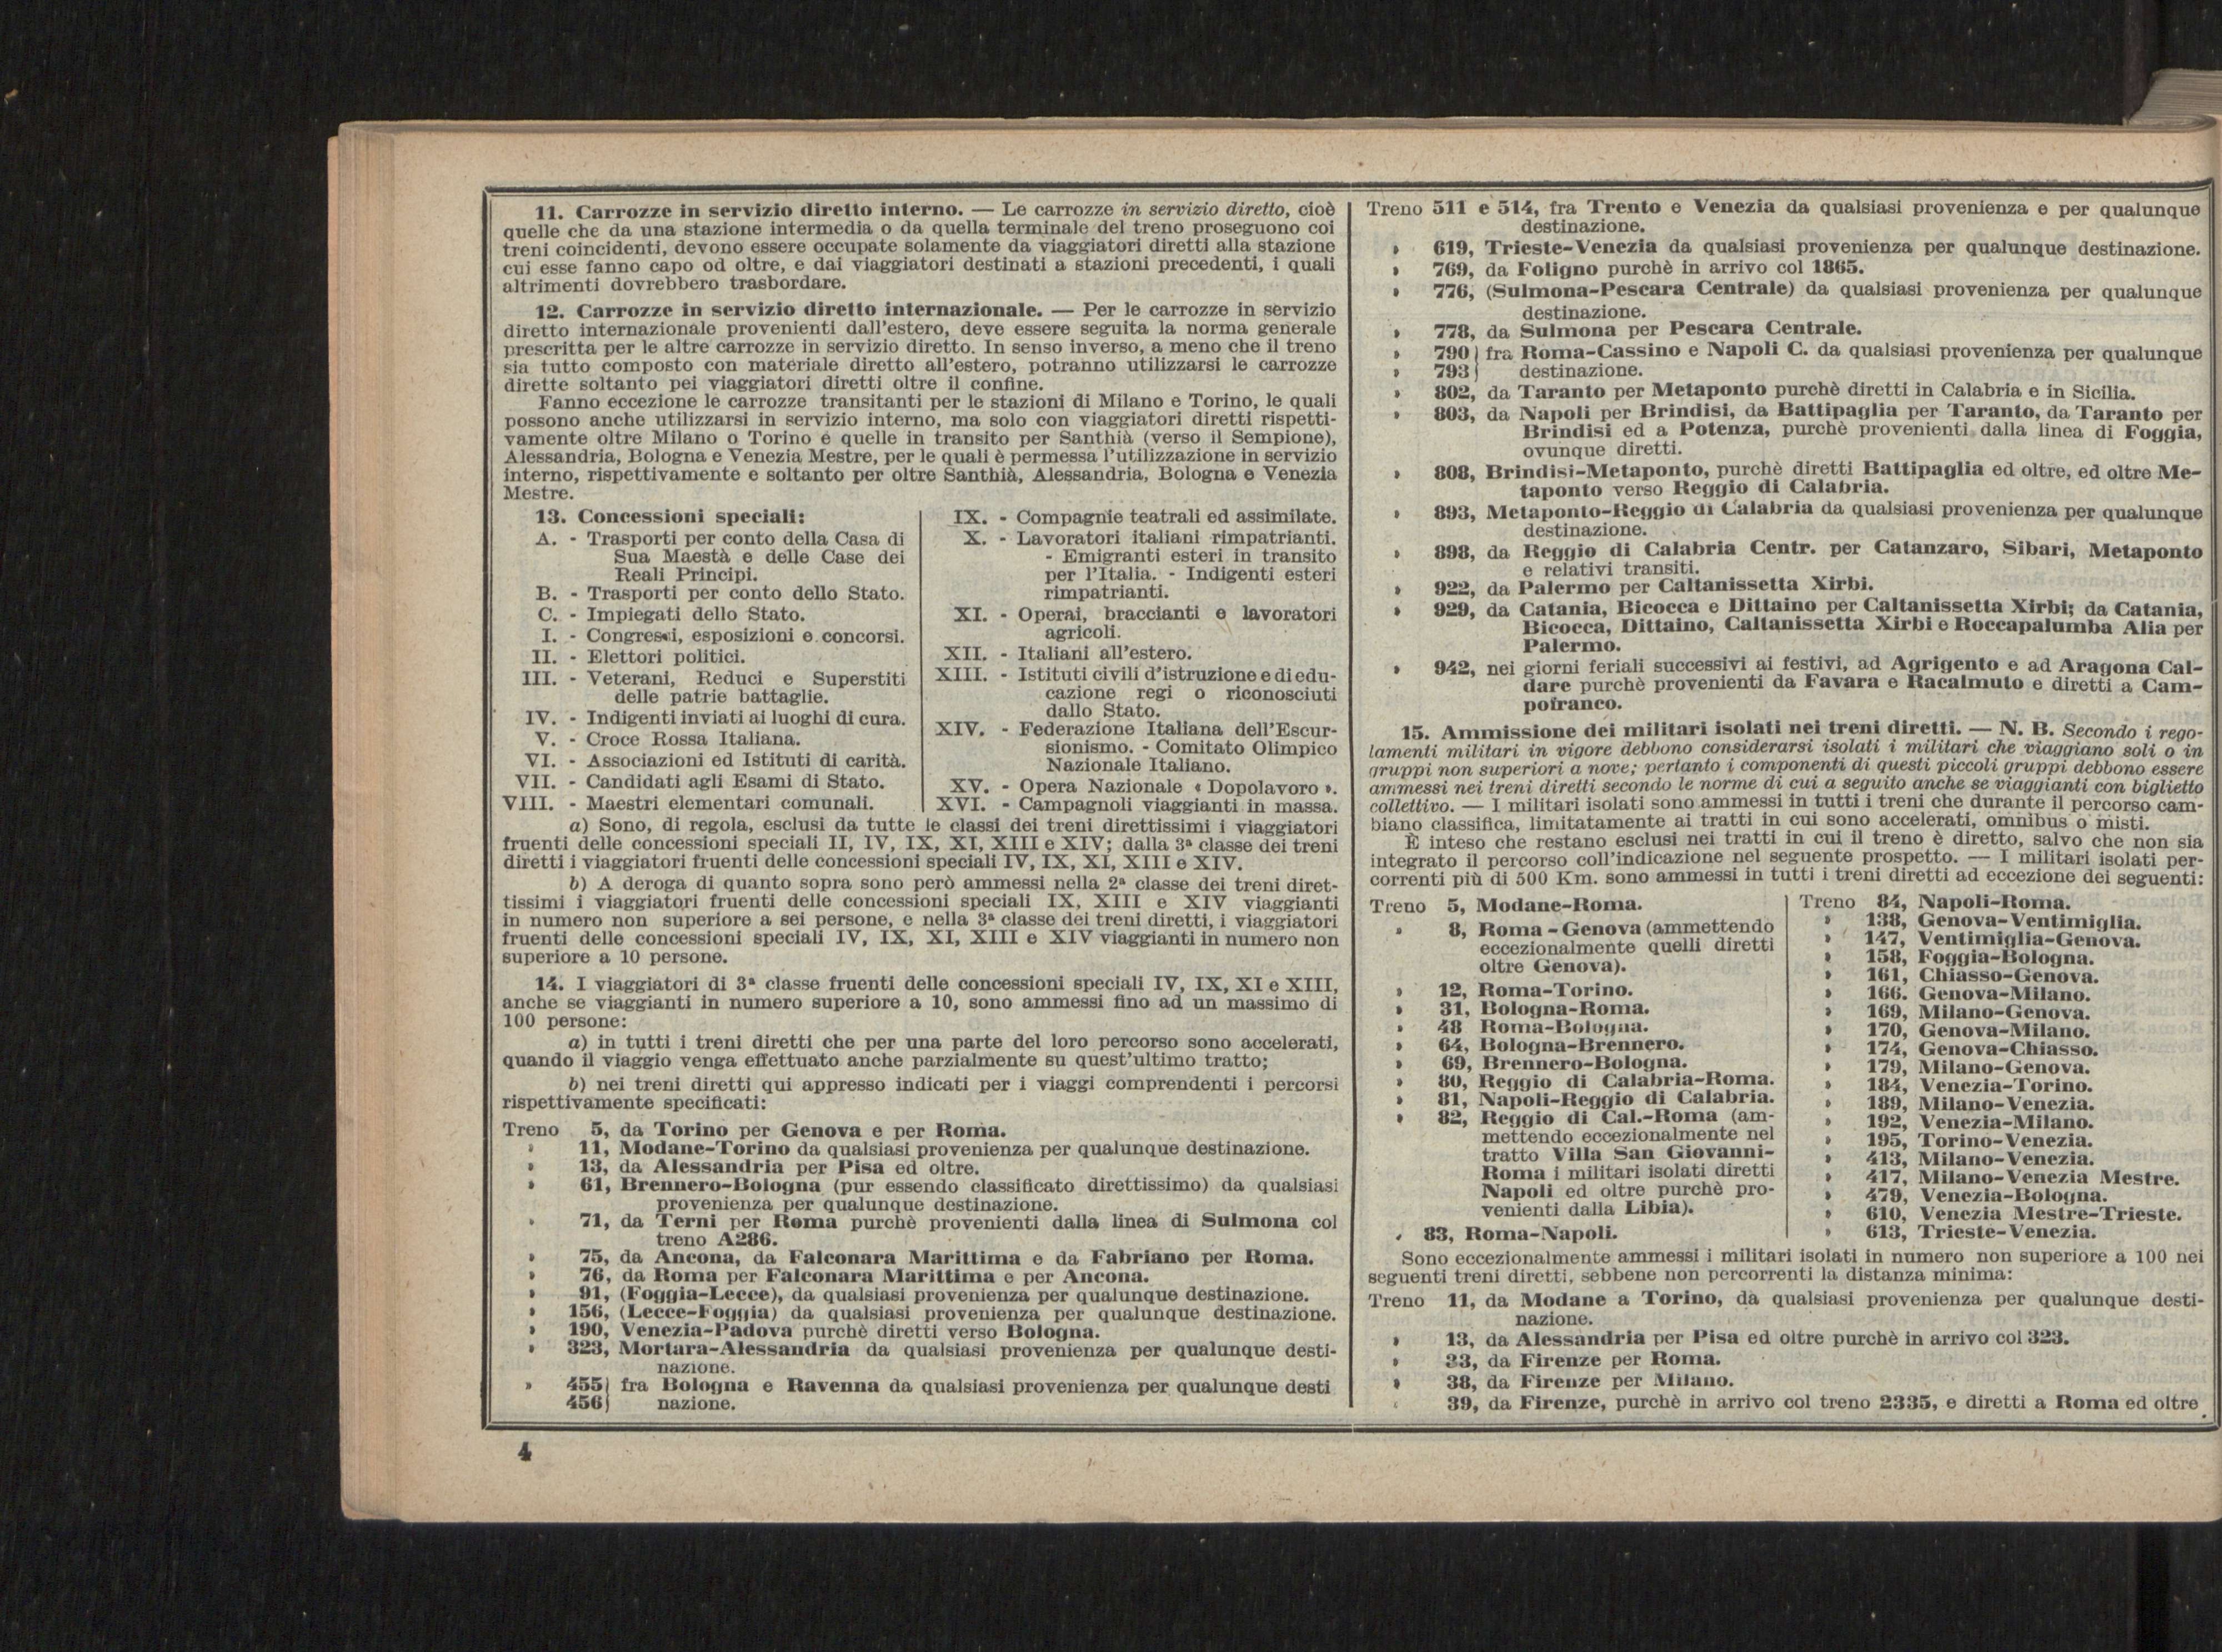 11. Carrozze in servizio diretto interno. — Le carrozze in servizio diretto, cioè
quelle che da una stazione intermedia o da quella terminale del treno proseguono coi
treni coincidenti, devono essere occupate solamente da viaggiatori diretti alla stazione
cui esse fanno capo od oltre, e dai viaggiatori destinati a stazioni precedenti, i quali
altrimenti dovrebbero trasbordare.
12. Carrozze in servizio diretto internazionale. — Per le carrozze in servizio
diretto internazionale provenienti dall'estero, deve essere seguita la norma generale
prescritta per le altre carrozze in servizio diretto. In senso inverso, a meno che il treno
sia tutto composto con materiale diretto all'estero, potranno utilizzarsi le carrozze
dirette soltanto pei viaggiatori diretti oltre il confine.
Fanno eccezione le carrozze transitanti per le stazioni di Milano e Torino, le quali
possono anche utilizzarsi in servizio interno, ma solo con viaggiatori diretti rispetti-
vamente oltre Milano o Torino e quelle in transito per Santhià (verso il Sempione),
Alessandria, Bologna e Venezia Mestre, per le quali è permessa l'utilizzazione in servizio
interno, rispettivamente e soltanto per oltre Santhià, Alessandria, Bologna e Venezia
Mestre.
13. Concessioni speciali:
A. - Trasporti per conto della Casa di
Sua Maestà e delle Case dei
Reali Principi.
B. - Trasporti per conto dello Stato.
C. - Impiegati dello Stato.
I. - Congressi, esposizioni e concorsi.
II. - Elettori politici.
III. - Veterani, Reduci e Superstiti
delle patrie battaglie.
IV. - Indigenti inviati ai luoghi di cura.
V. - Croce Rossa Italiana.
VI. - Associazioni ed Istituti di carità.
VII. - Candidati agli Esami di Stato.
VIII. - Maestri elementari comunali.
IX. - Compagnie teatrali ed assimilate.
X. - Lavoratori italiani rimpatrianti.
- Emigranti esteri in transito
per l'Italia. - Indigenti esteri
rimpatrianti.
XI. - Operai, braccianti e lavoratori
agricoli.
XII. - Italiani all'estero.
XIII. - Istituti civili d'istruzione e di edu-
cazione regi o riconosciuti
dallo Stato.
XIV. - Federazione Italiana dell'Escur-
sionismo. - Comitato Olimpico
Nazionale Italiano.
XV. - Opera Nazionale « Dopolavoro ».
XVI. - Campagnoli viaggianti in massa.
a) Sono, di regola, esclusi da tutte le classi dei treni direttissimi i viaggiatori
fruenti delle concessioni speciali II, IV, IX, XI, XIII e XIV; dalla 3ª classe dei treni
diretti i viaggiatori fruenti delle concessioni speciali IV, IX, XI, XIII e XIV.
b) A deroga di quanto sopra sono però ammessi nella 2ª classe dei treni diret-
tissimi i viaggiatori fruenti delle concessioni speciali IX, XIII e XIV viaggianti
in numero non superiore a sei persone, e nella 3ª classe dei treni diretti, i viaggiatori
fruenti delle concessioni speciali IV, IX, XI, XIII e XIV viaggianti in numero non
superiore a 10 persone.
14. I viaggiatori di 3ª classe fruenti delle concessioni speciali IV, IX, XI e XIII,
anche se viaggianti in numero superiore a 10, sono ammessi fino ad un massimo di
100 persone:
a) in tutti i treni diretti che per una parte del loro percorso sono accelerati,
quando il viaggio venga effettuato anche parzialmente su quest'ultimo tratto;
b) nei treni diretti qui appresso indicati per i viaggi comprendenti i percorsi
rispettivamente specificati:
Treno 5, da Torino per Genova e per Roma.
» 11, Modane-Torino da qualsiasi provenienza per qualunque destinazione.
» 13, da Alessandria per Pisa ed oltre.
» 61, Brennero-Bologna (pur essendo classificato direttissimo) da qualsiasi
provenienza per qualunque destinazione.
» 71, da Terni per Roma purchè provenienti dalla linea di Sulmona col
treno A286.
» 75, da Ancona, da Falconara Marittima e da Fabriano per Roma.
» 76, da Roma per Falconara Marittima e per Ancona.
» 91, (Foggia-Lecce), da qualsiasi provenienza per qualunque destinazione.
» 156, (Lecce-Foggia) da qualsiasi provenienza per qualunque destinazione.
» 190, Venezia-Padova purchè diretti verso Bologna.
» 323, Mortara-Alessandria da qualsiasi provenienza per qualunque desti-
nazione.
» 455) fra Bologna e Ravenna da qualsiasi provenienza per qualunque desti
456) nazione.
4
Treno 511 e 514, fra Trento e Venezia da qualsiasi provenienza e per qualunque
destinazione.
» 619, Trieste-Venezia da qualsiasi provenienza per qualunque destinazione.
» 769, da Foligno purchè in arrivo col 1865.
» 776, (Sulmona-Pescara Centrale) da qualsiasi provenienza per qualunque
destinazione.
» 778, da Sulmona per Pescara Centrale.
» 790) fra Roma-Cassino e Napoli C. da qualsiasi provenienza per qualunque
» 793) destinazione.
» 802, da Taranto per Metaponto purchè diretti in Calabria e in Sicilia.
» 803, da Napoli per Brindisi, da Battipaglia per Taranto, da Taranto per
Brindisi ed a Potenza, purchè provenienti dalla linea di Foggia,
ovunque diretti.
» 808, Brindisi-Metaponto, purchè diretti Battipaglia ed oltre, ed oltre Me-
taponto verso Reggio di Calabria.
» 893, Metaponto-Reggio di Calabria da qualsiasi provenienza per qualunque
destinazione.
» 898, da Reggio di Calabria Centr. per Catanzaro, Sibari, Metaponto
e relativi transiti.
» 922, da Palermo per Caltanissetta Xirbi.
» 929, da Catania, Bicocca e Dittaino per Caltanissetta Xirbi; da Catania,
Bicocca, Dittaino, Caltanissetta Xirbi e Roccapalumba Alia per
Palermo.
» 942, nei giorni feriali successivi ai festivi, ad Agrigento e ad Aragona Cal-
dare purchè provenienti da Favara e Racalmuto e diretti a Cam-
pofranco.
15. Ammissione dei militari isolati nei treni diretti. — N. B. Secondo i rego-
lamenti militari in vigore debbono considerarsi isolati i militari che viaggiano soli o in
gruppi non superiori a nove; pertanto i componenti di questi piccoli gruppi debbono essere
ammessi nei treni diretti secondo le norme di cui a seguito anche se viaggianti con biglietto
collettivo. — I militari isolati sono ammessi in tutti i treni che durante il percorso cam-
biano classifica, limitatamente ai tratti in cui sono accelerati, omnibus o misti.
È inteso che restano esclusi nei tratti in cui il treno è diretto, salvo che non sia
integrato il percorso coll'indicazione nel seguente prospetto. — I militari isolati per-
correnti più di 500 Km. sono ammessi in tutti i treni diretti ad eccezione dei seguenti:
Treno 5, Modane-Roma.
» 8, Roma - Genova (ammettendo
eccezionalmente quelli diretti
oltre Genova).
» 12, Roma-Torino.
» 31, Bologna-Roma.
» 48 Roma-Bologna.
» 64, Bologna-Brennero.
» 69, Brennero-Bologna.
» 80, Reggio di Calabria-Roma.
» 81, Napoli-Reggio di Calabria.
» 82, Reggio di Cal.-Roma (am-
mettendo eccezionalmente nel
tratto Villa San Giovanni-
Roma i militari isolati diretti
Napoli ed oltre purchè pro-
venienti dalla Libia).
» 83, Roma-Napoli.
Treno 84, Napoli-Roma.
» 138, Genova-Ventimiglia.
» 147, Ventimiglia-Genova.
» 158, Foggia-Bologna.
» 161, Chiasso-Genova.
» 166. Genova-Milano.
» 169, Milano-Genova.
» 170, Genova-Milano.
» 174, Genova-Chiasso.
» 179, Milano-Genova.
» 184, Venezia-Torino.
» 189, Milano-Venezia.
» 192, Venezia-Milano.
» 195, Torino-Venezia.
» 413, Milano-Venezia.
» 417, Milano-Venezia Mestre.
» 479, Venezia-Bologna.
» 610, Venezia Mestre-Trieste.
» 613, Trieste-Venezia.
Sono eccezionalmente ammessi i militari isolati in numero non superiore a 100 nei
seguenti treni diretti, sebbene non percorrenti la distanza minima:
Treno 11, da Modane a Torino, da qualsiasi provenienza per qualunque desti-
nazione.
» 13, da Alessandria per Pisa ed oltre purchè in arrivo col 323.
» 33, da Firenze per Roma.
» 38, da Firenze per Milano.
39, da Firenze, purchè in arrivo col treno 2335, e diretti a Roma ed oltre.